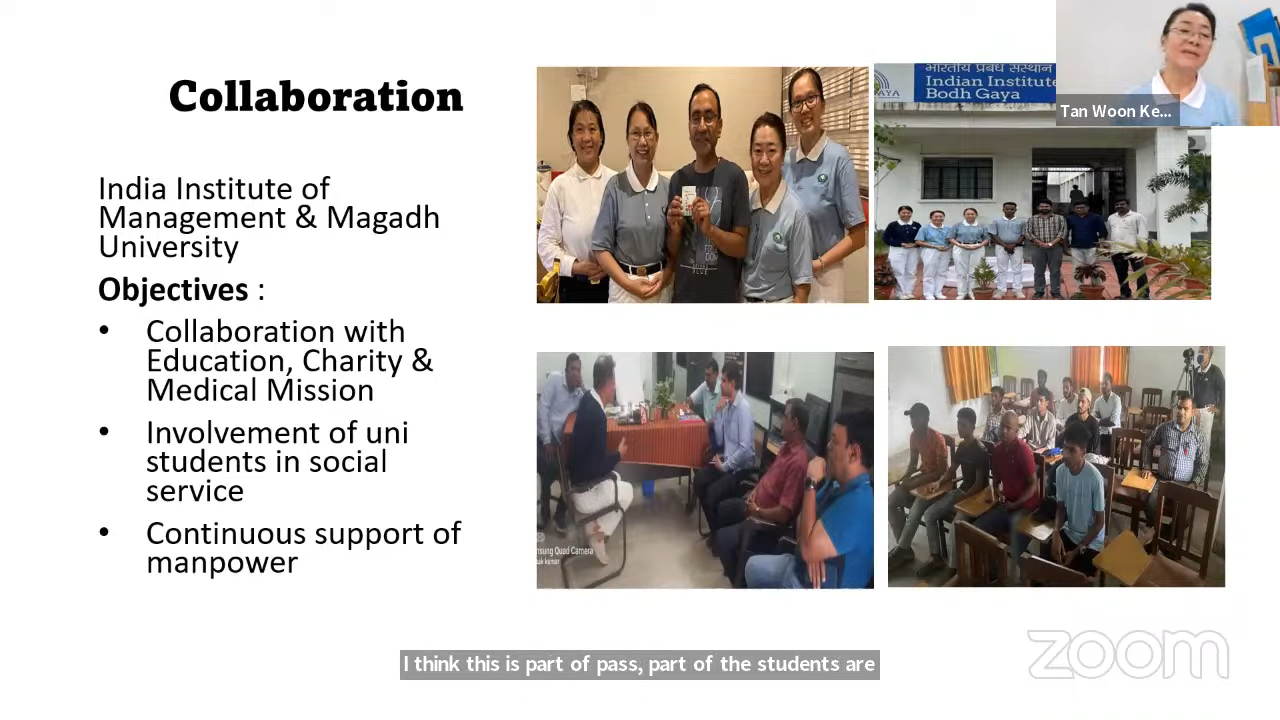 Collaboration
India Institute of
Management & Magadh
University
Objectives :
• Collaboration with
Education, Charity &
Medical Mission
• Involvement of uni
students in social
service
• Continuous support of
manpower
भारतीय प्रबंध संस्थान
Indian Institute
Bodh Gaya
Tan Woon Ke...
Quad Camera
I think this is part of pass, part of the students are
zoom